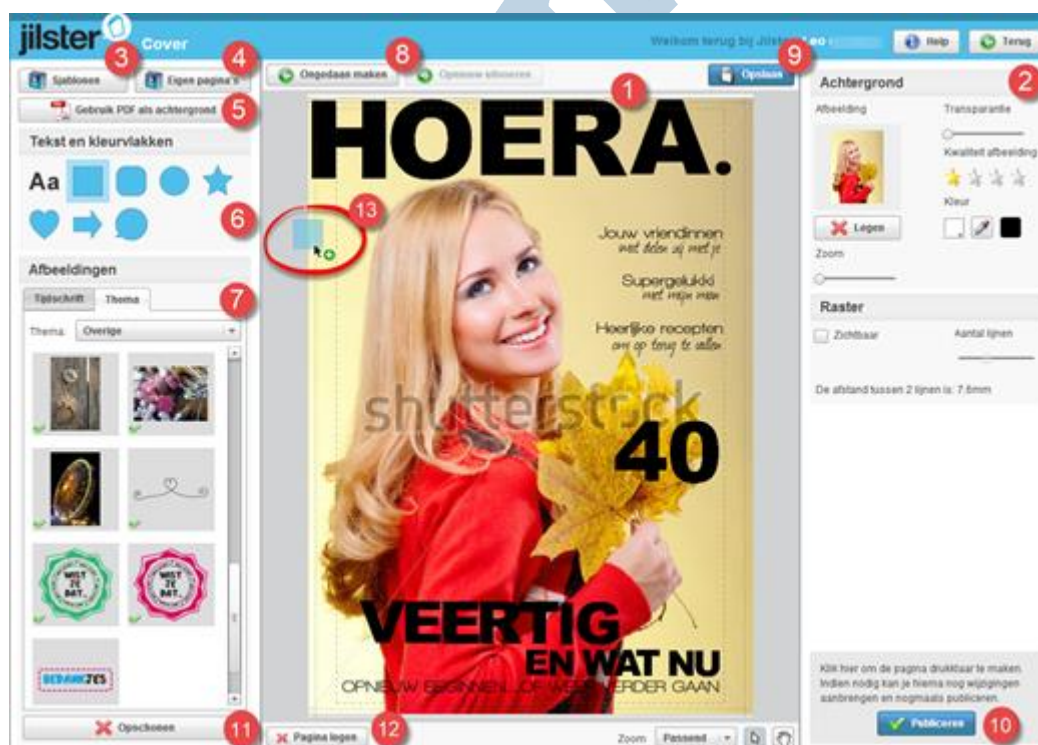 jilster
Cover
Welkom terug bij Jilster, Leo
Help
Terug
3
4
8
9
Sjablonen
Eigen pagina's
Ongedaan maken
Opnieuw uitvoeren
Opslaan
5
Gebruik PDF als achtergrond
Tekst en kleurvlakken
Aa
6
Afbeeldingen
7
Tijdschrift
Thema
Thema:
Overige
WIST JE DAT..
WIST JE DAT..
BEDANKJES
Opschonen
11
1
HOERA.
13
Jouw vriendinnen
met delen wij met je
Supergelukkig
met mijn man
Heerlijke recepten
om op terug te vallen
shutterstock
40
VEERTIG
EN WAT NU
OPNIEUW BEGINNEN...OF WEER VERDER GAAN
Pagina legen
12
Zoom
Passend
2
Achtergrond
Afbeelding
Transparantie
Kwaliteit afbeelding
Kleur
Legen
Zoom
Raster
Zichtbaar
Aantal lijnen
De afstand tussen 2 lijnen is: 7.6mm
Klik hier om de pagina drukklaar te maken.
Indien nodig kan je hierna nog wijzigingen
aanbrengen en nogmaals publiceren.
Publiceren
10